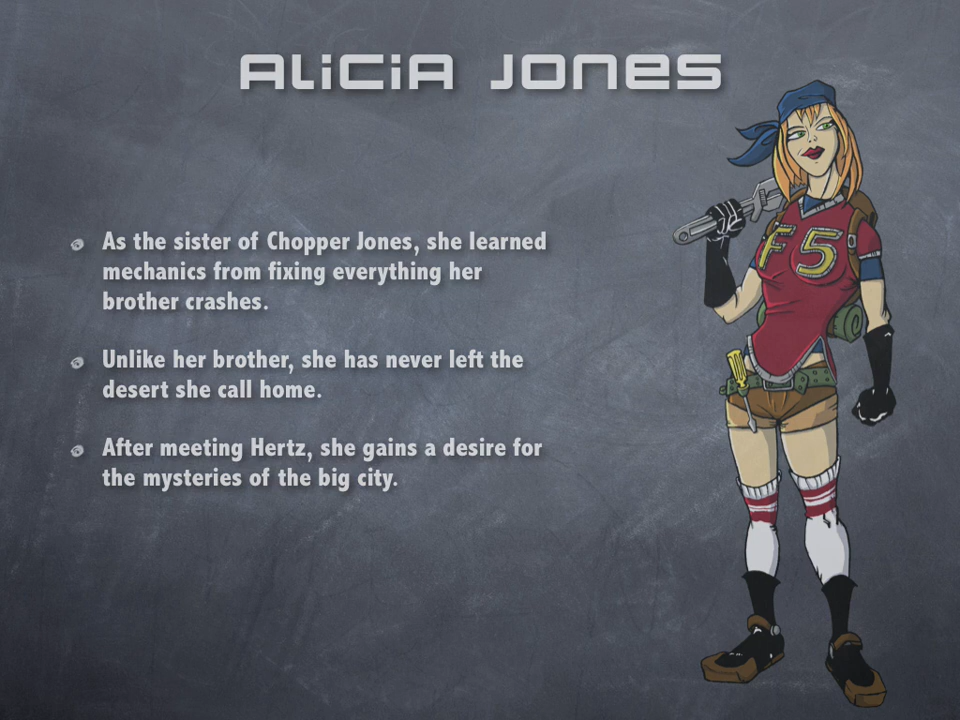 Alicia Jones
As the sister of Chopper Jones, she learned
mechanics from fixing everything her
brother crashes.
Unlike her brother, she has never left the
desert she call home.
After meeting Hertz, she gains a desire for
the mysteries of the big city.
F5